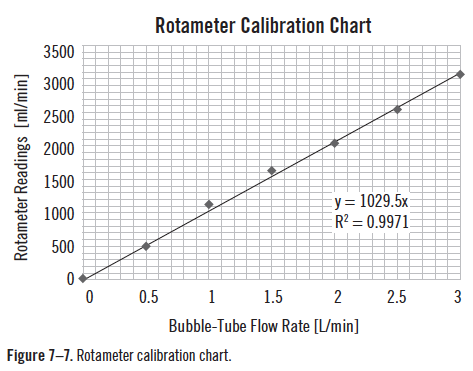 Rotameter Calibration Chart
Rotameter Readings [ml/min]
3500
3000
2500
2000
1500
1000
500
0
y = 1029.5x
R² = 0.9971
0 0.5 1 1.5 2 2.5 3
Bubble-Tube Flow Rate [L/min]
Figure 7–7. Rotameter calibration chart.